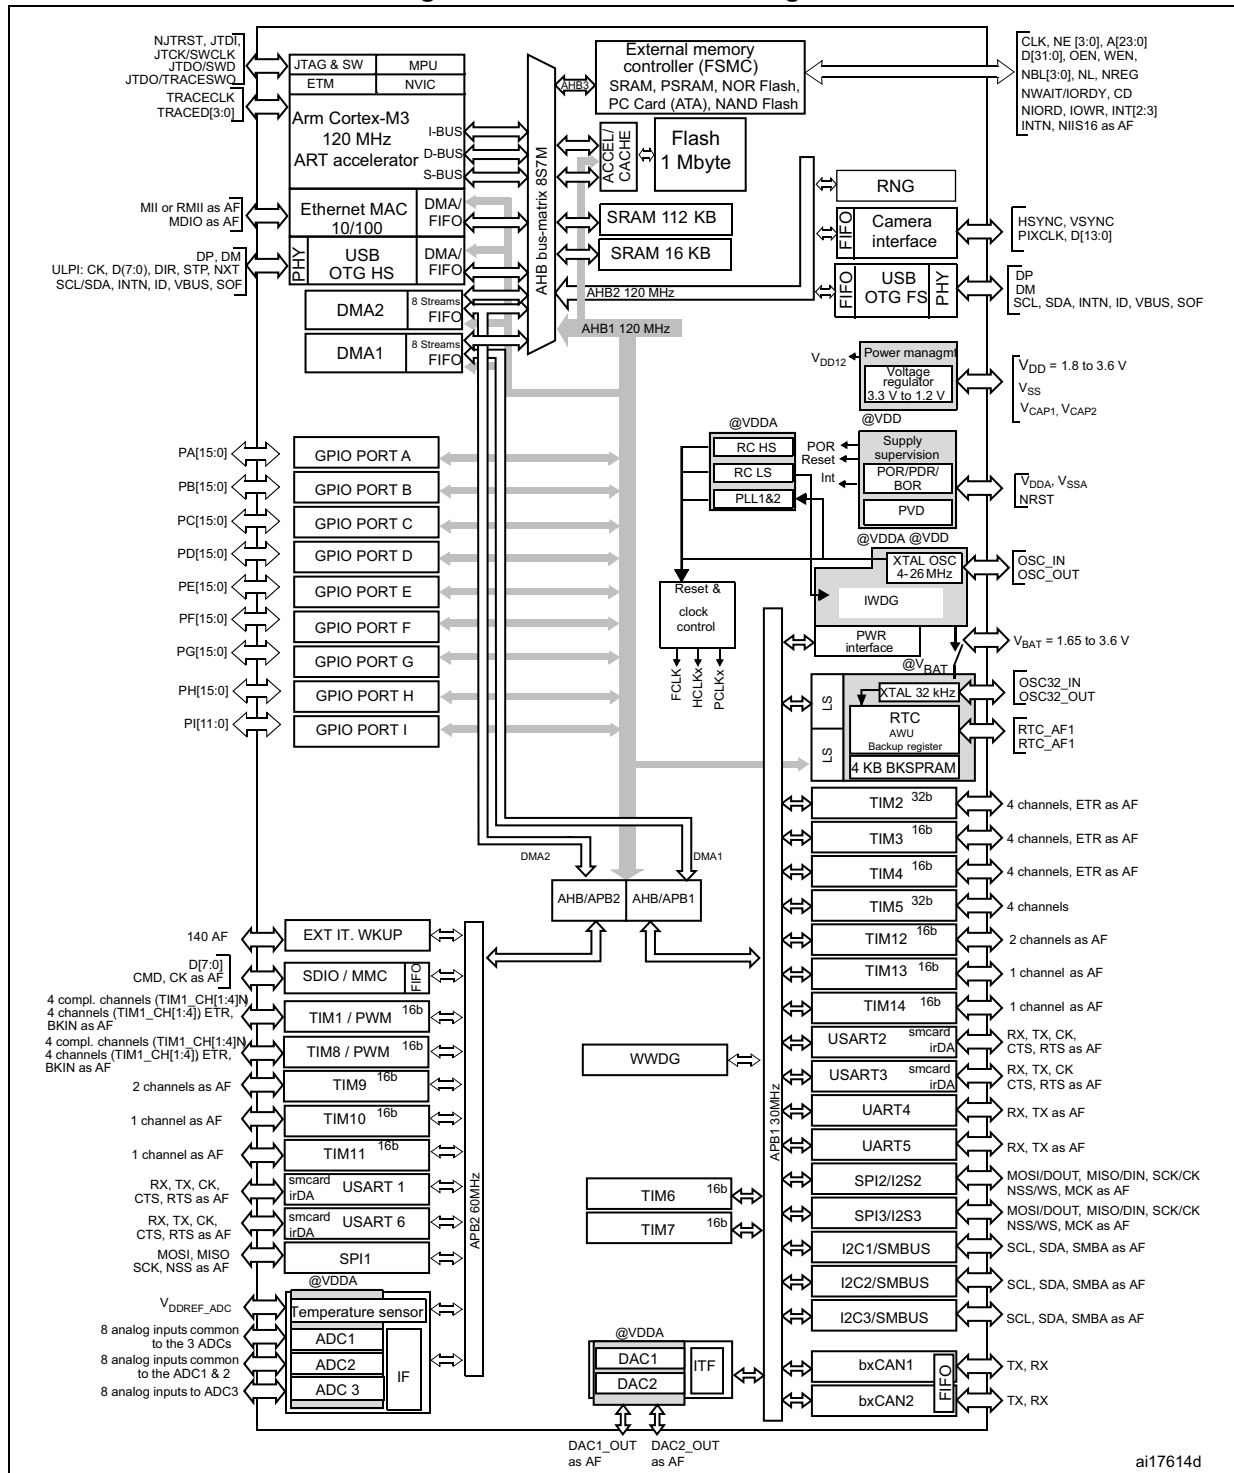 NJTRST, JTDI,
JTCK/SWCLK
JTDO/SWD
JTDO/TRACESWO
TRACECLK
TRACED[3:0]
JTAG & SW
MPU
ETM
NVIC
Arm Cortex-M3
120 MHz
ART accelerator
I-BUS
D-BUS
S-BUS
MII or RMII as AF
MDIO as AF
Ethernet MAC
10/100
DMA/
FIFO
DP, DM
ULPI: CK, D(7:0), DIR, STP, NXT
SCL/SDA, INTN, ID, VBUS, SOF
PHY
USB
OTG HS
DMA/
FIFO
DMA2
8 Streams
FIFO
DMA1
8 Streams
FIFO
AHB bus-matrix 8S7M
AHB3
External memory
controller (FSMC)
SRAM, PSRAM, NOR Flash,
PC Card (ATA), NAND Flash
CLK, NE [3:0], A[23:0]
D[31:0], OEN, WEN,
NBL[3:0], NL, NREG
NWAIT/IORDY, CD
NIORD, IOWR, INT[2:3]
INTN, NIIS16 as AF
ACCEL/
CACHE
Flash
1 Mbyte
SRAM 112 KB
SRAM 16 KB
AHB2 120 MHz
AHB1 120 MHz
RNG
FIFO
Camera
interface
HSYNC, VSYNC
PIXCLK, D[13:0]
FIFO
USB
OTG FS
PHY
DP
DM
SCL, SDA, INTN, ID, VBUS, SOF
VDD12
Power managmt
Voltage
regulator
3.3 V to 1.2 V
VDD = 1.8 to 3.6 V
VSS
VCAP1, VCAP2
@VDD
@VDDA
RC HS
RC LS
PLL1&2
POR
Reset
Int
Supply
supervision
POR/PDR/
BOR
PVD
VDDA, VSSA
NRST
@VDDA @VDD
XTAL OSC
4-26 MHz
OSC_IN
OSC_OUT
IWDG
Reset &
clock
control
FCLK
HCLKx
PCLKx
PWR
interface
VBAT = 1.65 to 3.6 V
@VBAT
LS
LS
XTAL 32 kHz
RTC
AWU
Backup register
4 KB BKSPRAM
OSC32_IN
OSC32_OUT
RTC_AF1
RTC_AF1
PA[15:0]
GPIO PORT A
PB[15:0]
GPIO PORT B
PC[15:0]
GPIO PORT C
PD[15:0]
GPIO PORT D
PE[15:0]
GPIO PORT E
PF[15:0]
GPIO PORT F
PG[15:0]
GPIO PORT G
PH[15:0]
GPIO PORT H
PI[11:0]
GPIO PORT I
DMA2
DMA1
AHB/APB2
AHB/APB1
140 AF
EXT IT. WKUP
D[7:0]
CMD, CK as AF
SDIO / MMC
FIFO
4 compl. channels (TIM1_CH[1:4]N
4 channels (TIM1_CH[1:4]) ETR,
BKIN as AF
TIM1 / PWM 16b
4 compl. channels (TIM1_CH[1:4]N
4 channels (TIM1_CH[1:4]) ETR,
BKIN as AF
TIM8 / PWM 16b
2 channels as AF
TIM9 16b
1 channel as AF
TIM10 16b
1 channel as AF
TIM11 16b
RX, TX, CK,
CTS, RTS as AF
smcard
irDA
USART 1
RX, TX, CK,
CTS, RTS as AF
smcard
irDA
USART 6
MOSI, MISO
SCK, NSS as AF
SPI1
@VDDA
VDDREF_ADC
Temperature sensor
8 analog inputs common
to the 3 ADCs
ADC1
8 analog inputs common
to the ADC1 & 2
ADC2
8 analog inputs to ADC3
ADC 3
IF
APB2 60MHz
WWDG
TIM6 16b
TIM7 16b
@VDDA
DAC1
DAC2
ITF
DAC1_OUT
as AF
DAC2_OUT
as AF
APB1 30MHz
TIM2 32b
4 channels, ETR as AF
TIM3 16b
4 channels, ETR as AF
TIM4 16b
4 channels, ETR as AF
TIM5 32b
4 channels
TIM12 16b
2 channels as AF
TIM13 16b
1 channel as AF
TIM14 16b
1 channel as AF
USART2
smcard
irDA
RX, TX, CK,
CTS, RTS as AF
USART3
smcard
irDA
RX, TX, CK
CTS, RTS as AF
UART4
RX, TX as AF
UART5
RX, TX as AF
SPI2/I2S2
MOSI/DOUT, MISO/DIN, SCK/CK
NSS/WS, MCK as AF
SPI3/I2S3
MOSI/DOUT, MISO/DIN, SCK/CK
NSS/WS, MCK as AF
I2C1/SMBUS
SCL, SDA, SMBA as AF
I2C2/SMBUS
SCL, SDA, SMBA as AF
I2C3/SMBUS
SCL, SDA, SMBA as AF
bxCAN1
TX, RX
bxCAN2
TX, RX
FIFO
ai17614d